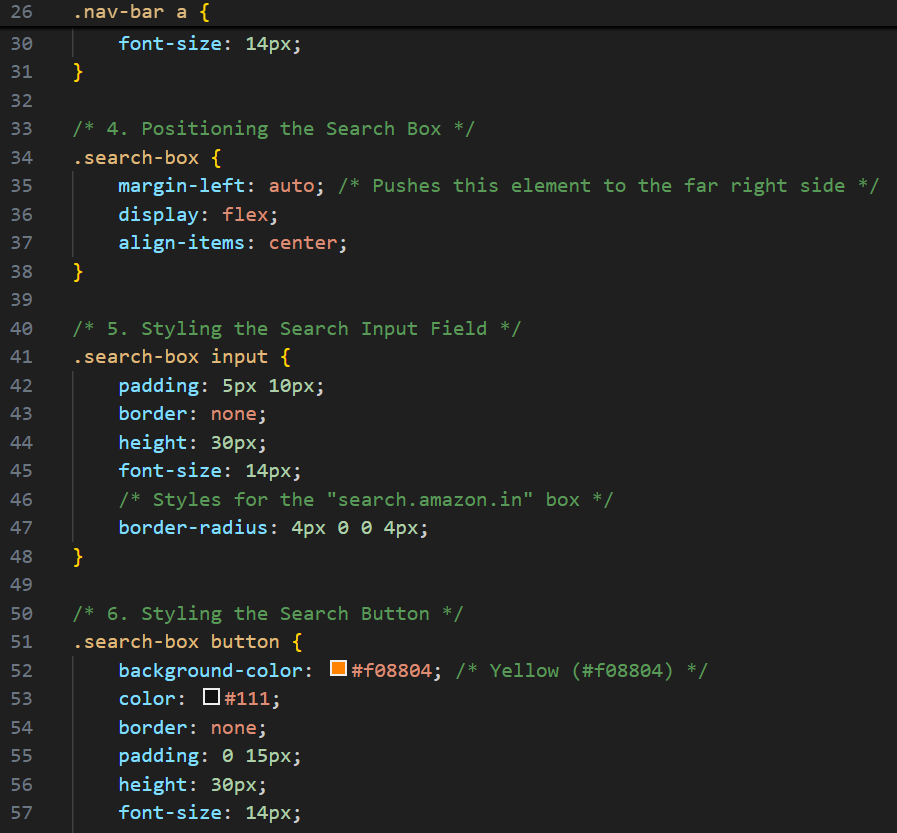 26 .nav-bar a {
30 font-size: 14px;
31 }
32
33 /* 4. Positioning the Search Box */
34 .search-box {
35 margin-left: auto; /* Pushes this element to the far right side */
36 display: flex;
37 align-items: center;
38 }
39
40 /* 5. Styling the Search Input Field */
41 .search-box input {
42 padding: 5px 10px;
43 border: none;
44 height: 30px;
45 font-size: 14px;
46 /* Styles for the "search.amazon.in" box */
47 border-radius: 4px 0 0 4px;
48 }
49
50 /* 6. Styling the Search Button */
51 .search-box button {
52 background-color: #f08804; /* Yellow (#f08804) */
53 color: #111;
54 border: none;
55 padding: 0 15px;
56 height: 30px;
57 font-size: 14px;